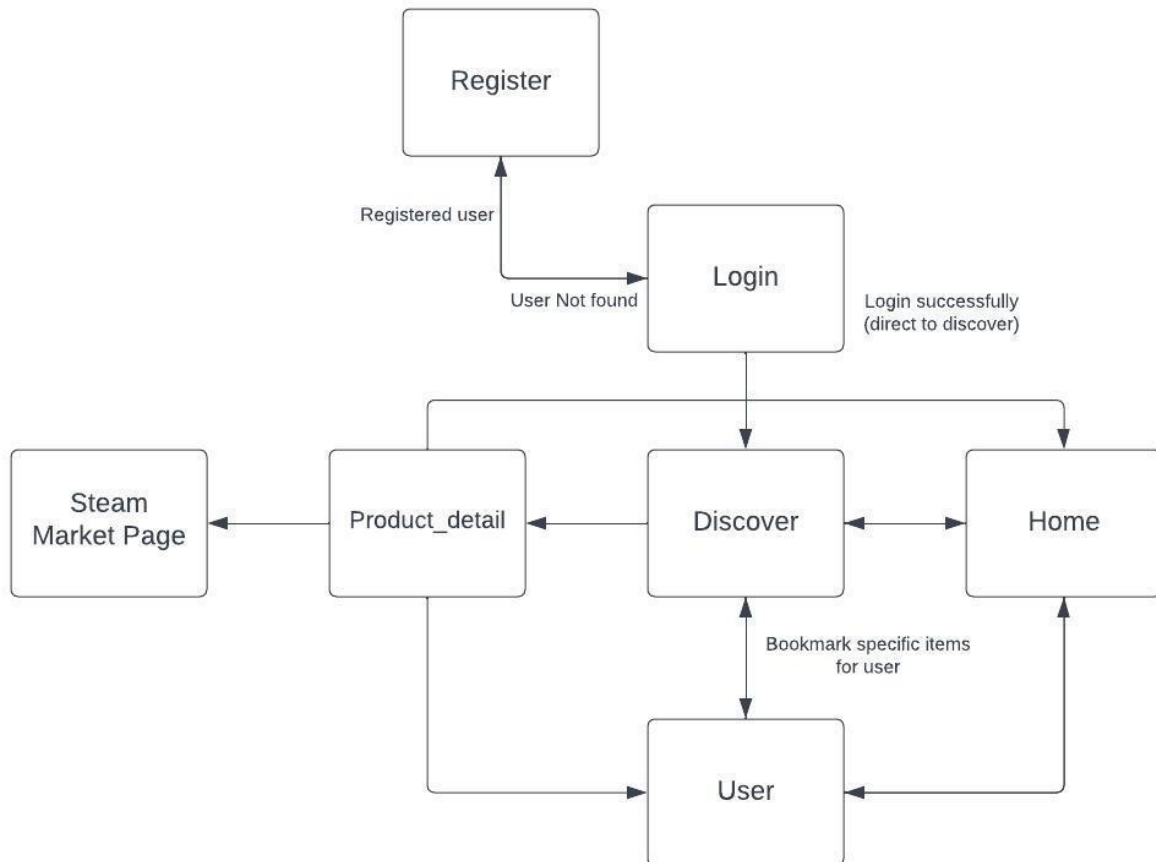 Register
Registered user
Login
User Not found
Login successfully
(direct to discover)
Steam
Market Page
Product_detail
Discover
Home
Bookmark specific items
for user
User